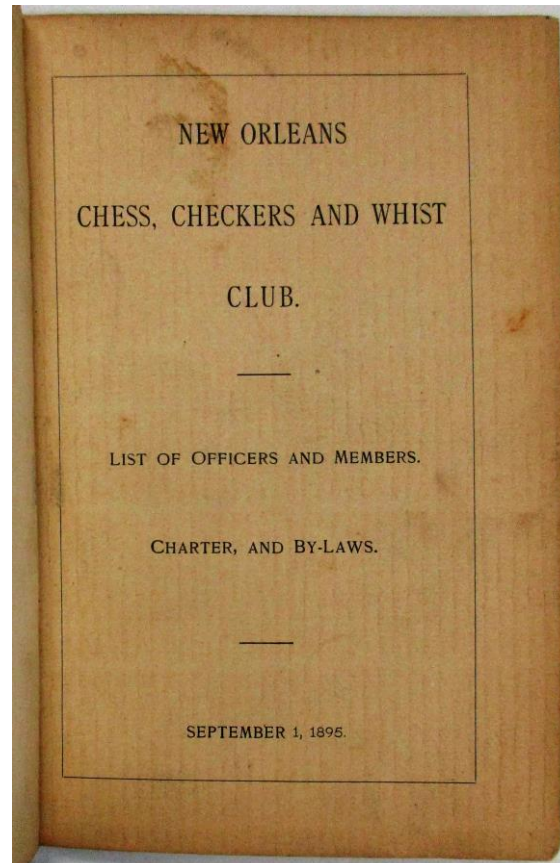 NEW ORLEANS
CHESS, CHECKERS AND WHIST
CLUB.
LIST OF OFFICERS AND MEMBERS.
CHARTER, AND BY-LAWS.
SEPTEMBER 1, 1895.